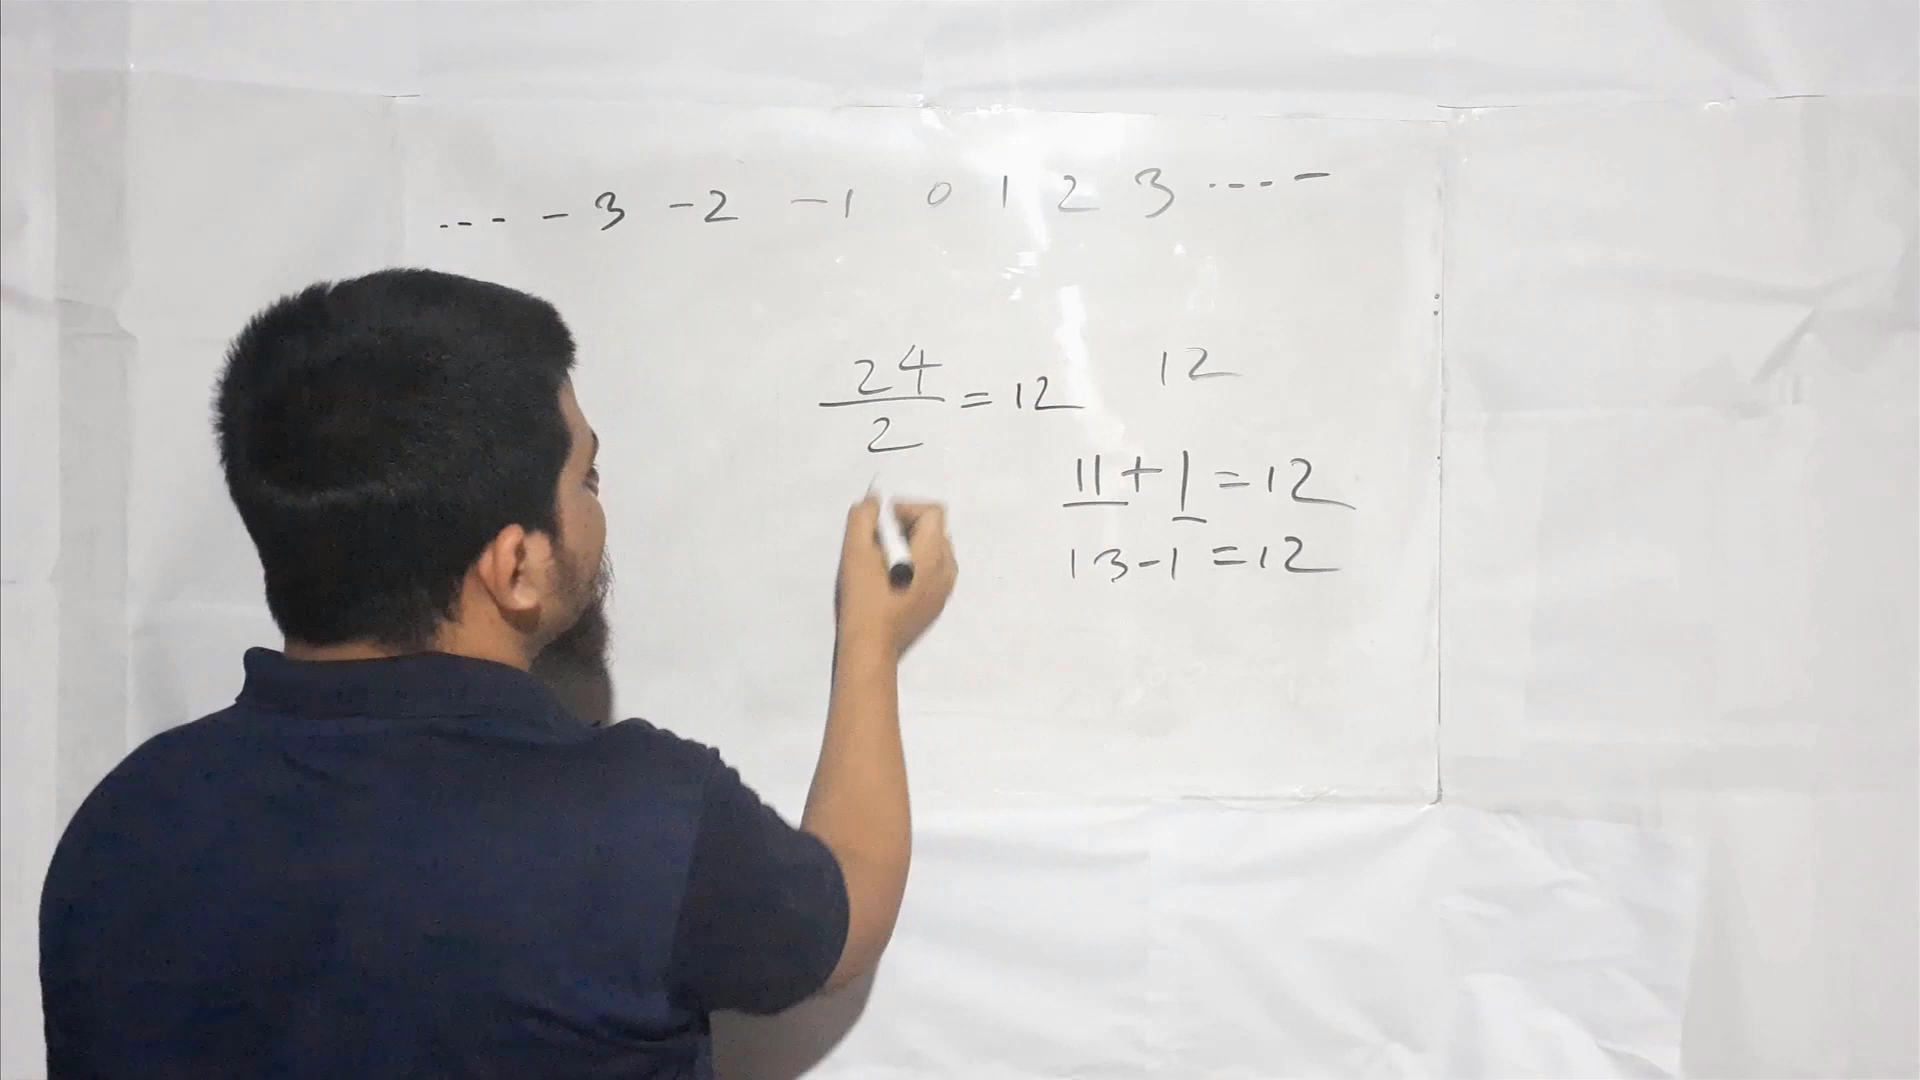 ---- -3 -2 -1 0 1 2 3 -----
24/2 = 12
12
11 + 1 = 12
13 - 1 = 12